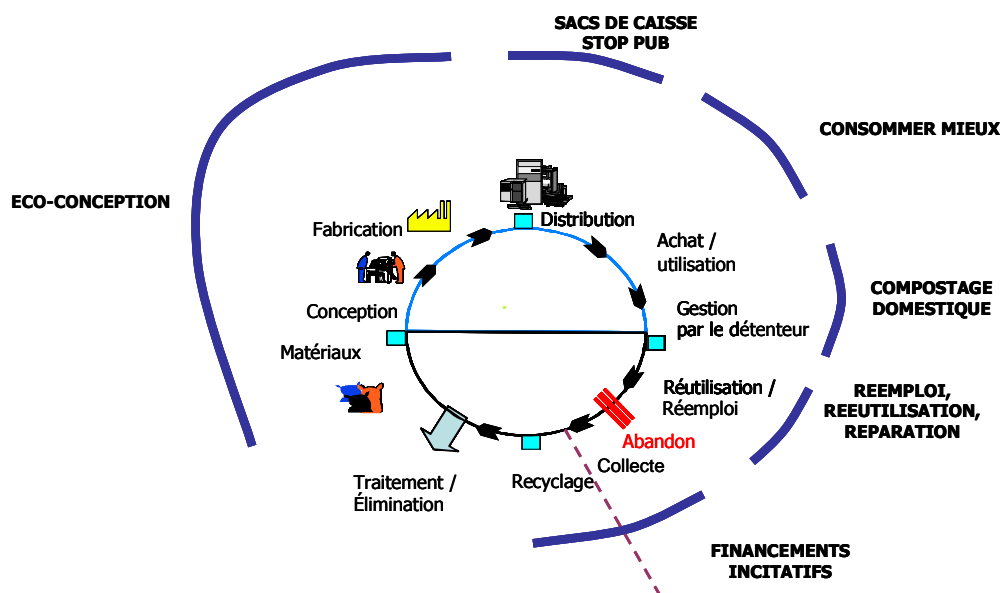 SACS DE CAISSE
STOP PUB
CONSOMMER MIEUX
ECO-CONCEPTION
Distribution
Fabrication
Achat /
utilisation
COMPOSTAGE
DOMESTIQUE
Conception
Gestion
par le détenteur
Matériaux
Réutilisation /
Réemploi
REEMPLOI,
REEUTILISATION,
REPARATION
Abandon
Collecte
Recyclage
Traitement /
Élimination
FINANCEMENTS
INCITATIFS